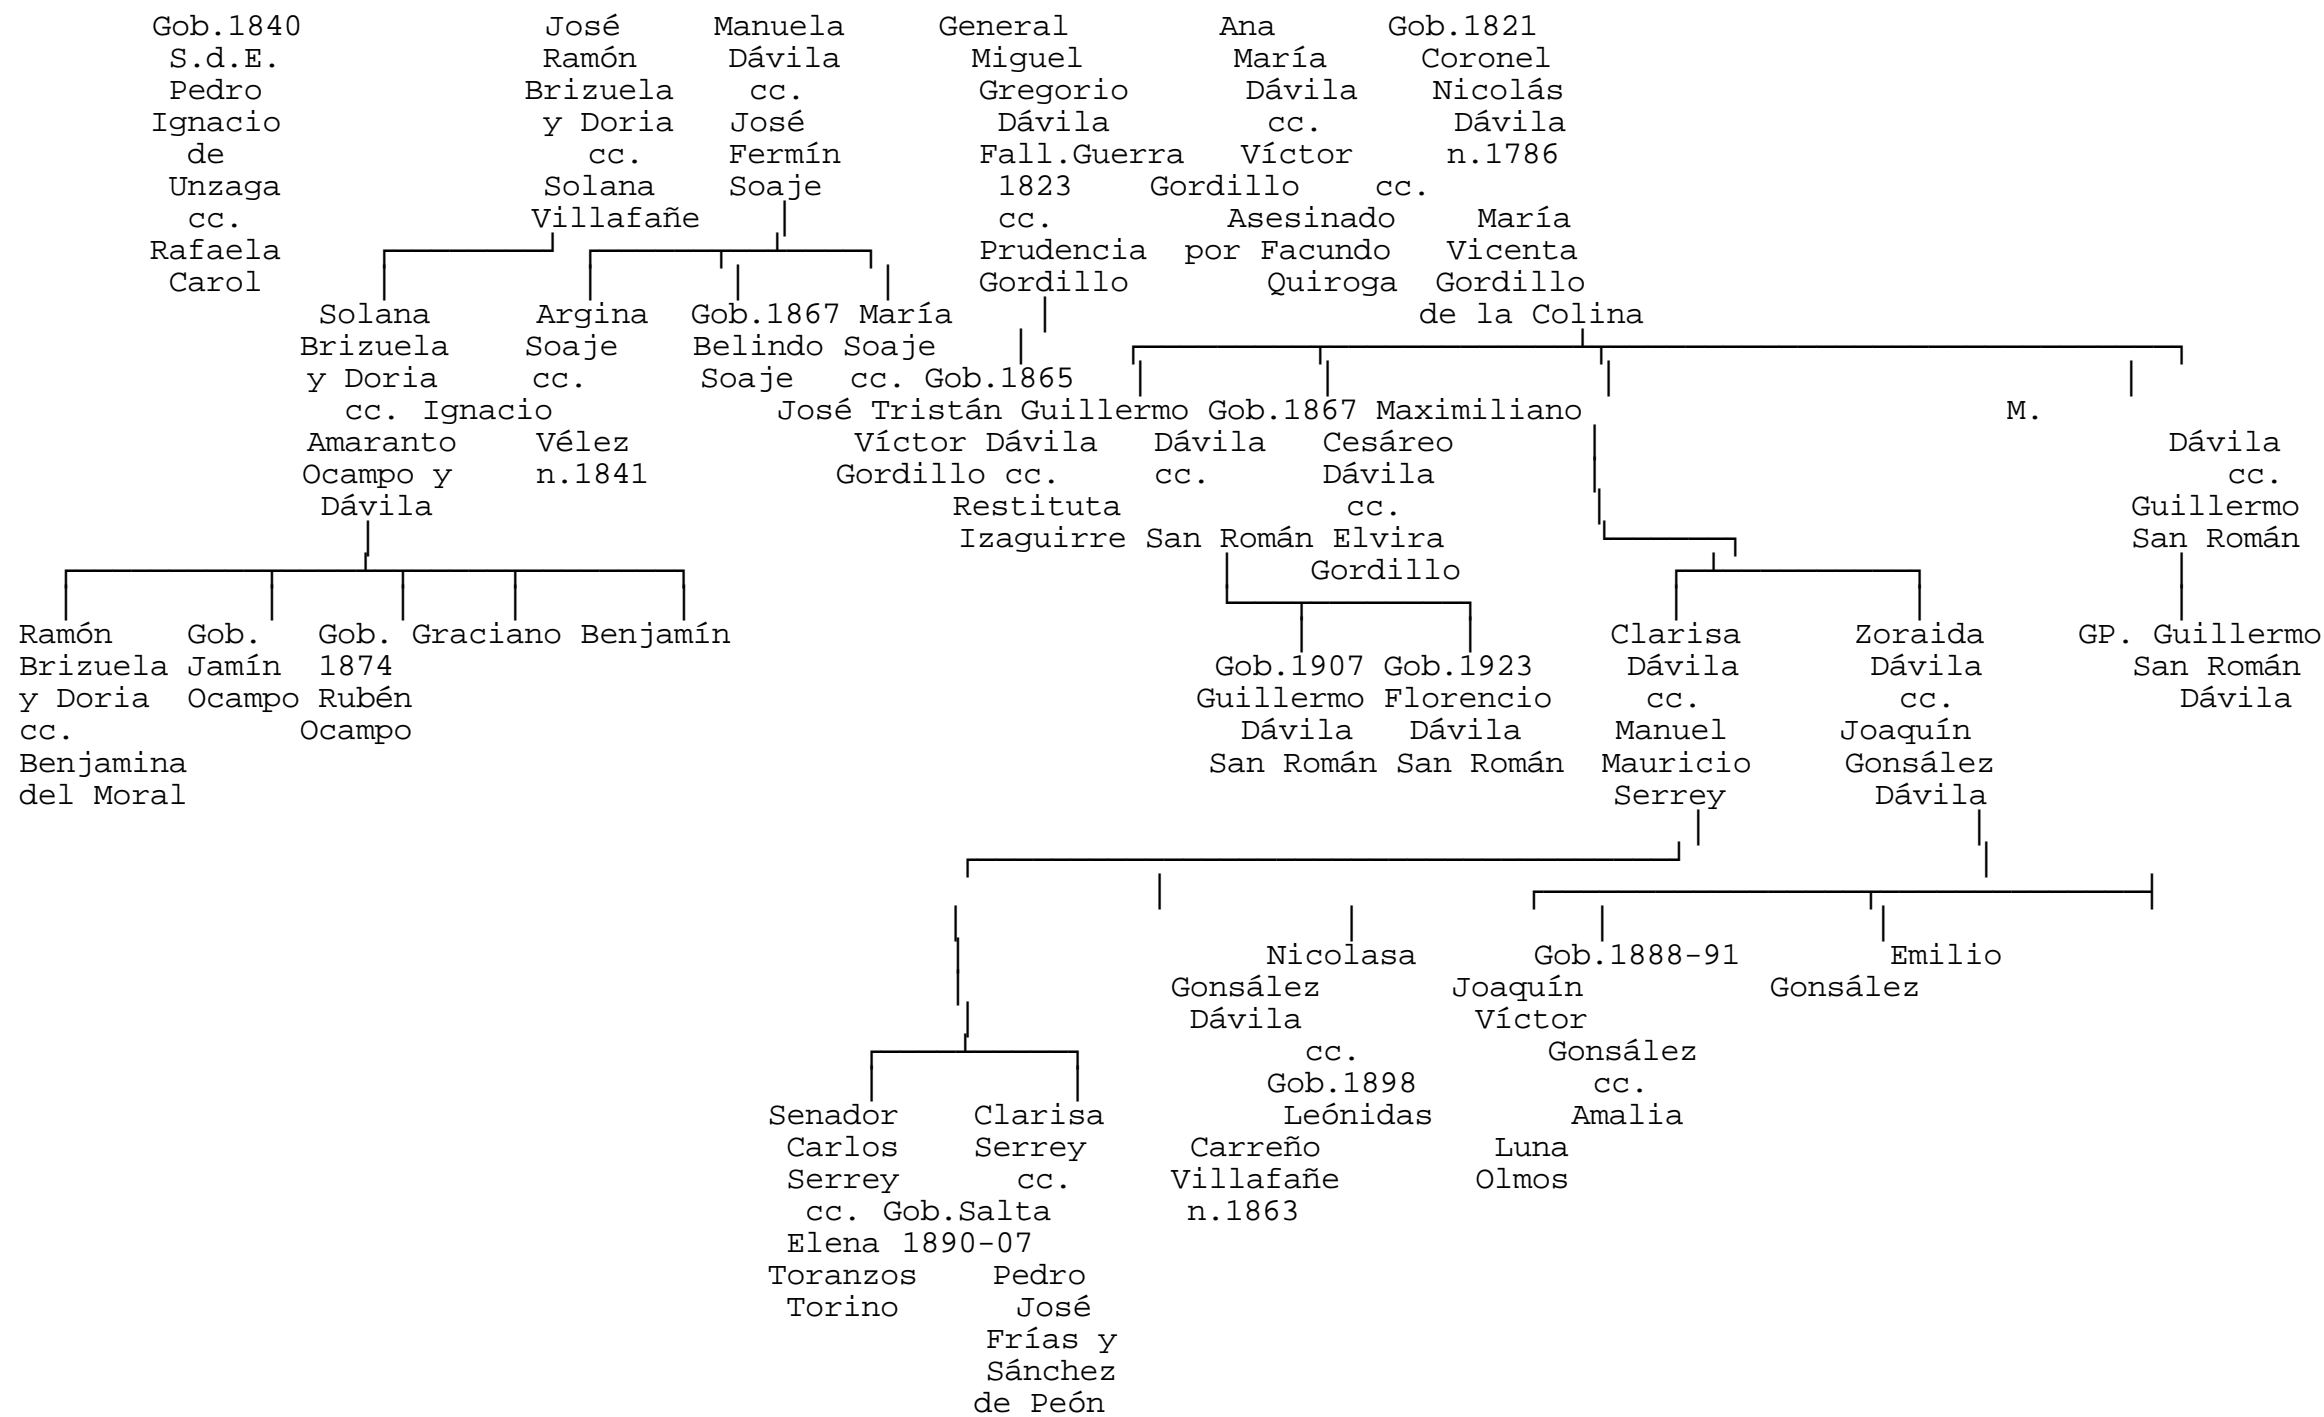 Gob.1840 José Manuela General Ana Gob.1821
S.d.E. Ramón Dávila Miguel María Coronel
Pedro Brizuela cc. Gregorio Dávila Nicolás
Ignacio y Doria José Dávila cc. Dávila
de cc. Fermín Fall.Guerra Víctor n.1786
Unzaga Solana Soaje 1823 Gordillo cc.
cc. Villafañe cc. Asesinado María
Rafaela Prudencia por Facundo Vicenta
Carol Gordillo Quiroga Gordillo
Solana Argina Gob.1867 María de la Colina
Brizuela Soaje Belindo Soaje
y Doria cc. Soaje cc. Gob.1865
cc. Ignacio José Tristán Guillermo Gob.1867 Maximiliano M.
Amaranto Vélez Víctor Dávila Dávila Cesáreo Dávila
Ocampo y n.1841 Gordillo cc. cc. Dávila cc.
Dávila Restituta cc. Guillermo
Izaguirre San Román Elvira San Román
Gordillo
Ramón Gob. Gob. Graciano Benjamín Clarisa Zoraida GP. Guillermo
Brizuela Jamín 1874 Gob.1907 Gob.1923 Dávila Dávila San Román
y Doria Ocampo Rubén Guillermo Florencio cc. cc. Dávila
cc. Ocampo Dávila Dávila Manuel Joaquín
Benjamina San Román San Román Mauricio Gonsález
del Moral Serrey Dávila
Nicolasa Gob.1888-91 Emilio
Gonsález Joaquín Gonsález
Dávila Víctor
cc. Gonsález
Gob.1898 cc.
Senador Clarisa Leónidas Amalia
Carlos Serrey Carreño Luna
Serrey cc. Villafañe Olmos
cc. Gob.Salta n.1863
Elena 1890-07
Toranzos Pedro
Torino José
Frías y
Sánchez
de Peón